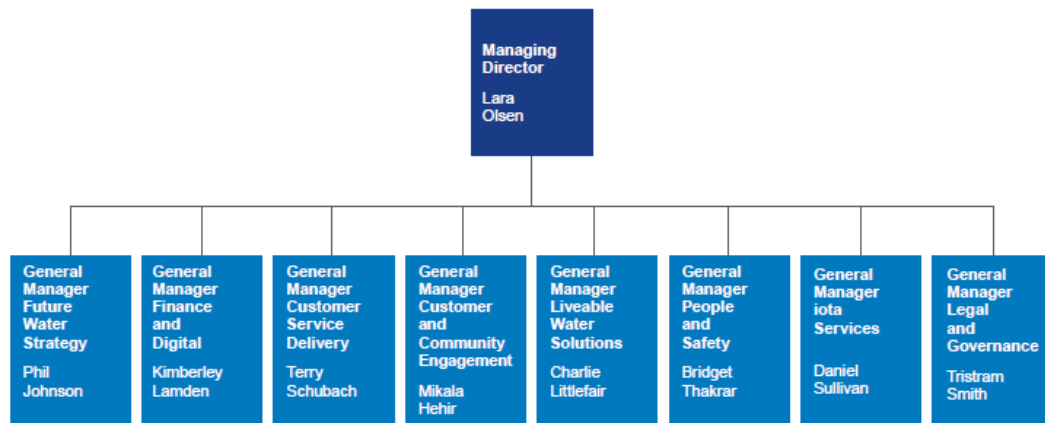 Managing
Director
Lara
Olsen
General
Manager
Future
Water
Strategy
Phil
Johnson
General
Manager
Finance
and
Digital
Kimberley
Lamden
General
Manager
Customer
Service
Delivery
Terry
Schubach
General
Manager
Customer
and
Community
Engagement
Mikala
Hehir
General
Manager
Liveable
Water
Solutions
Charlie
Littlefair
General
Manager
People
and
Safety
Bridget
Thakrar
General
Manager
iota
Services
Daniel
Sullivan
General
Manager
Legal
and
Governance
Tristram
Smith